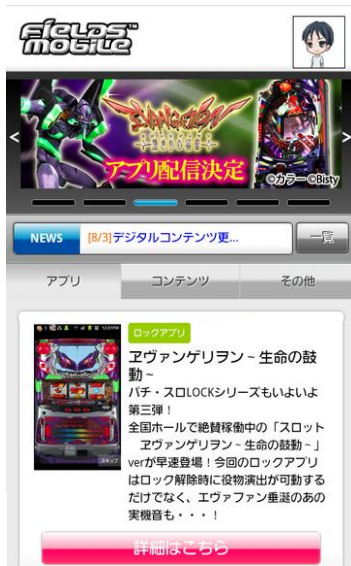 FIELDS™
MOBILE
EVANGELION
アプリ配信決定
©カラー ©Bisty
<
>
NEWS
[8/3]デジタルコンテンツ更...
一覧
アプリ
コンテンツ
その他
ロックアプリ
ヱヴァンゲリヲン～生命の鼓
動～
パチ・スロLOCKシリーズもいよいよ
第三弾！
全国ホールで絶賛稼働中の「スロット
ヱヴァンゲリヲン～生命の鼓動～」
verが早速登場！今回のロックアプリ
はロック解除時に役物演出が可動する
だけでなく、エヴァファン垂涎のあの
実機音も・・・！
スキップ
詳細はこちら